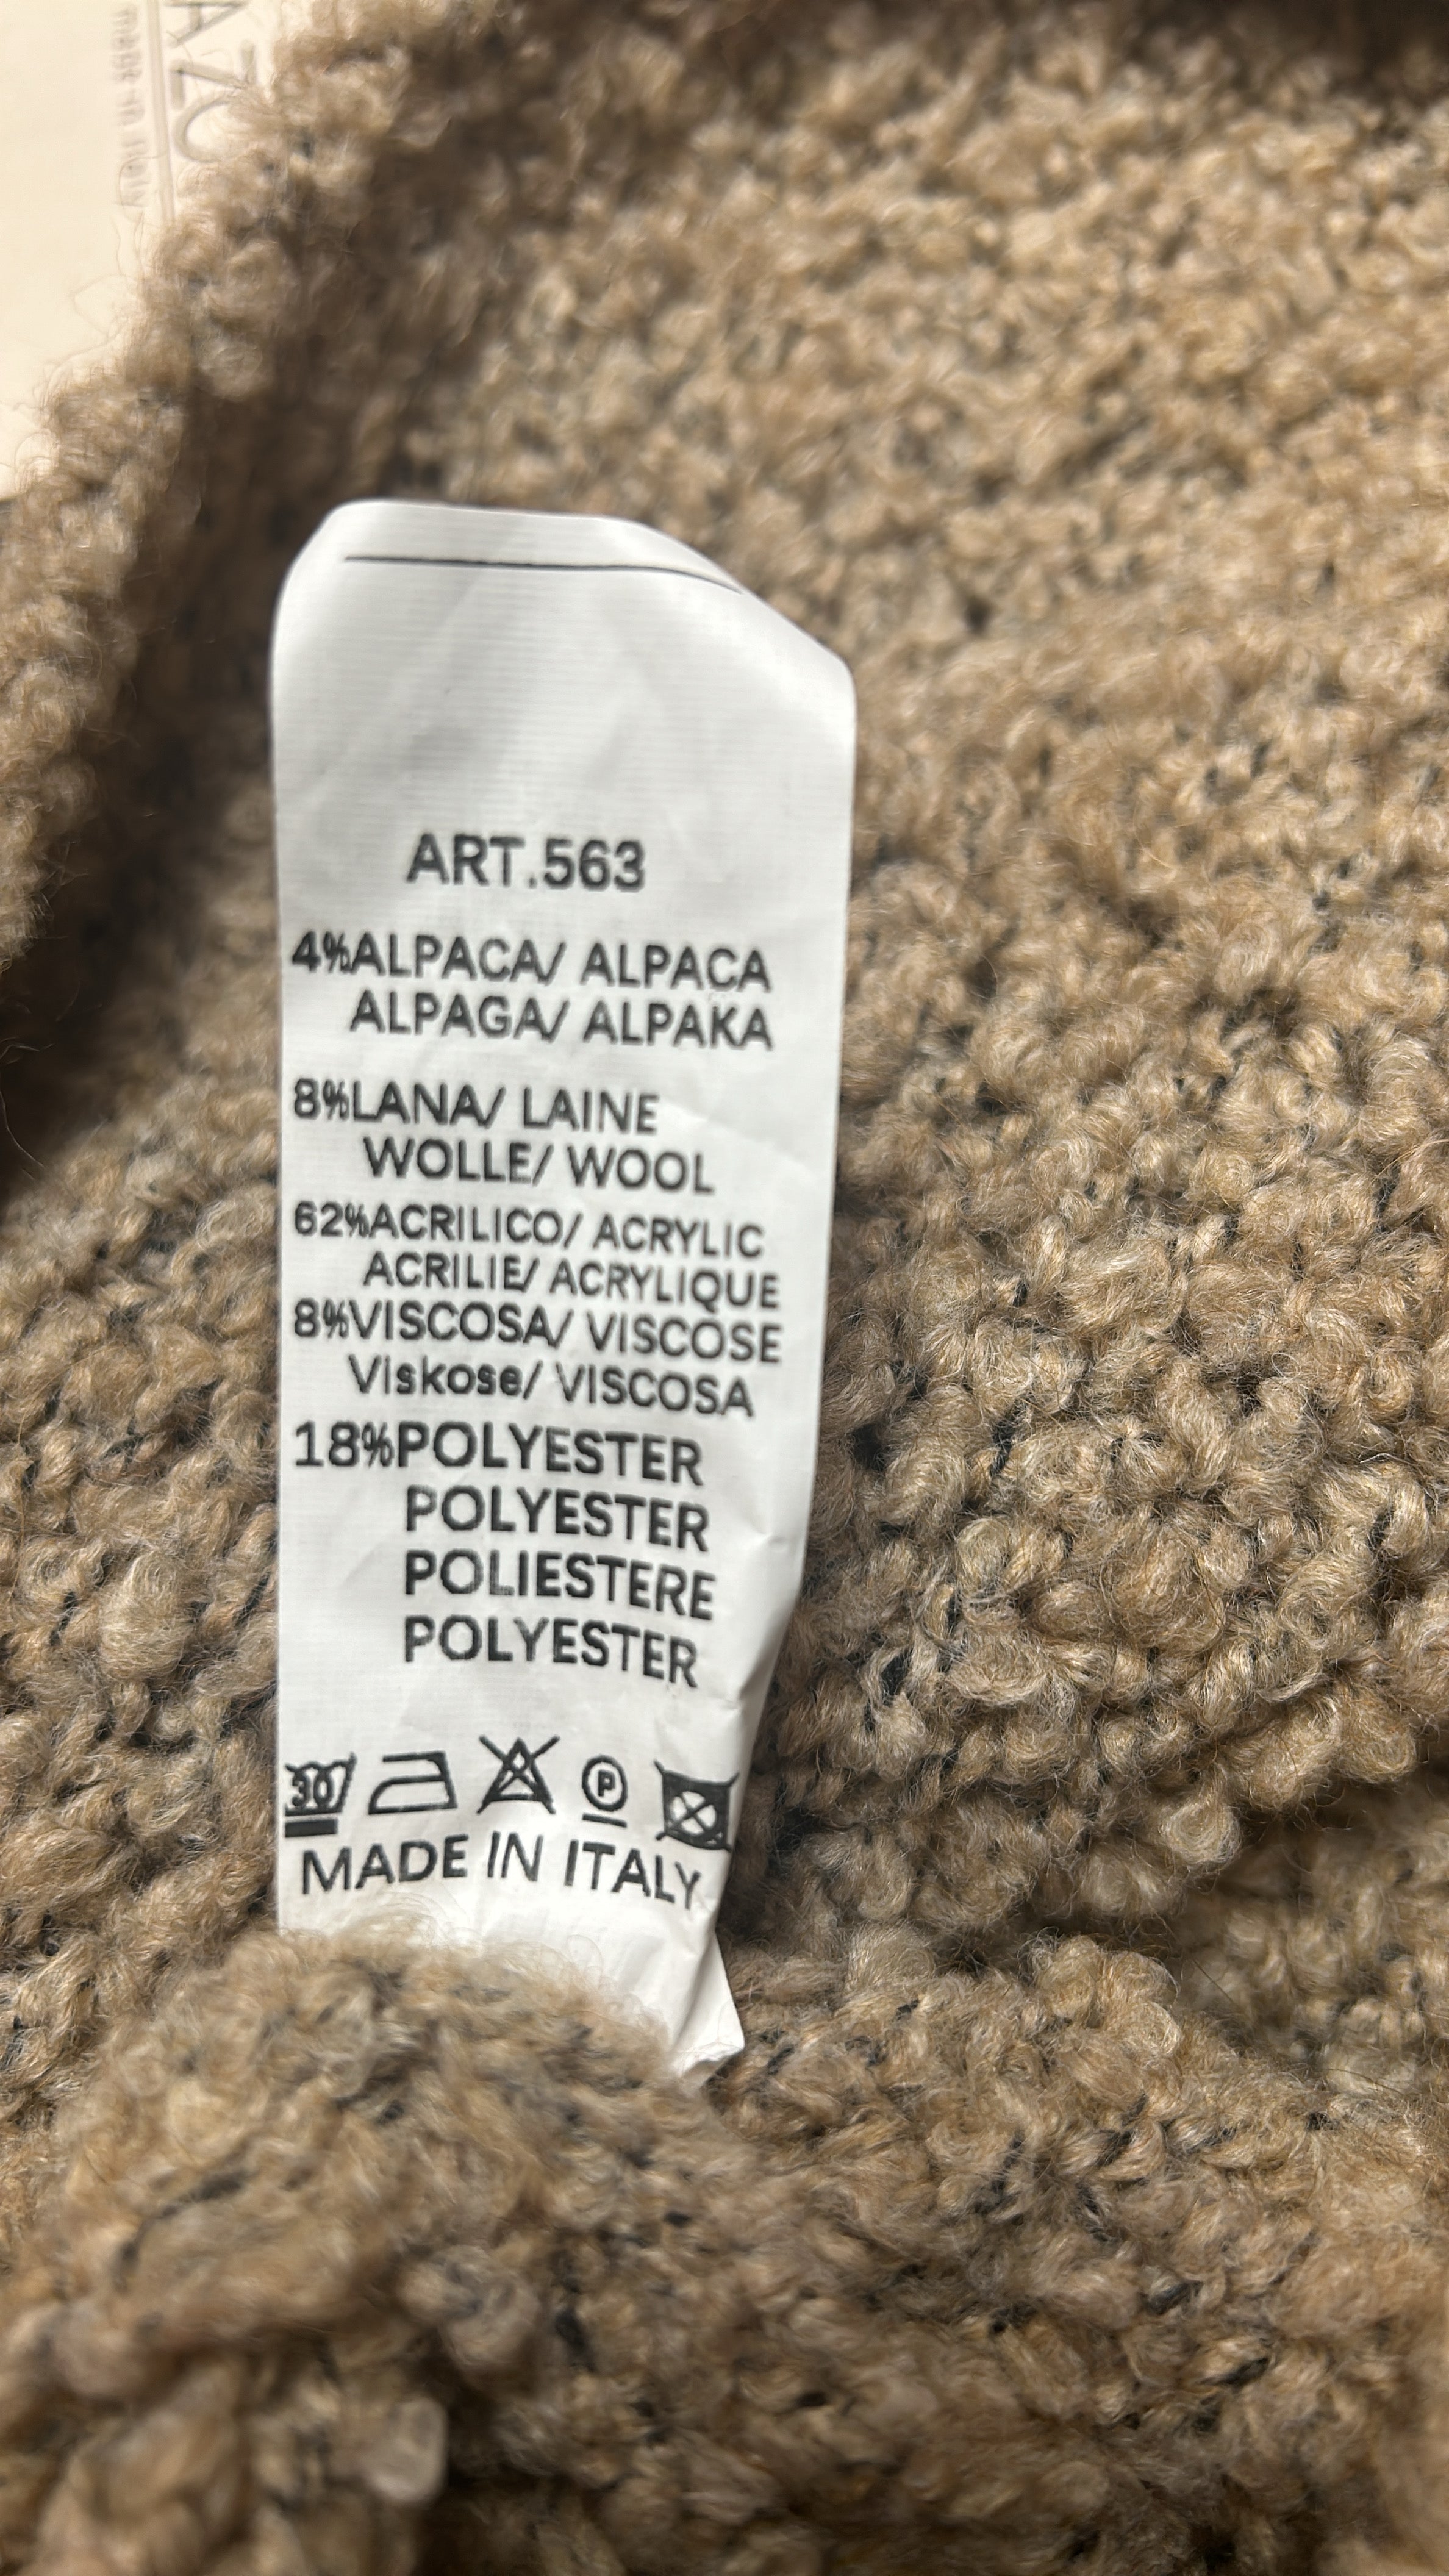 AZO
ART.563
4%ALPACA/ ALPACA
ALPAGA/ ALPAKA
8%LANA/ LAINE
WOLLE/ WOOL
62%ACRILICO/ ACRYLIC
ACRILIE/ ACRYLIQUE
8%VISCOSA/ VISCOSE
Viskose/ VISCOSA
18%POLYESTER
POLYESTER
POLIESTERE
POLYESTER
30 P
MADE IN ITALY